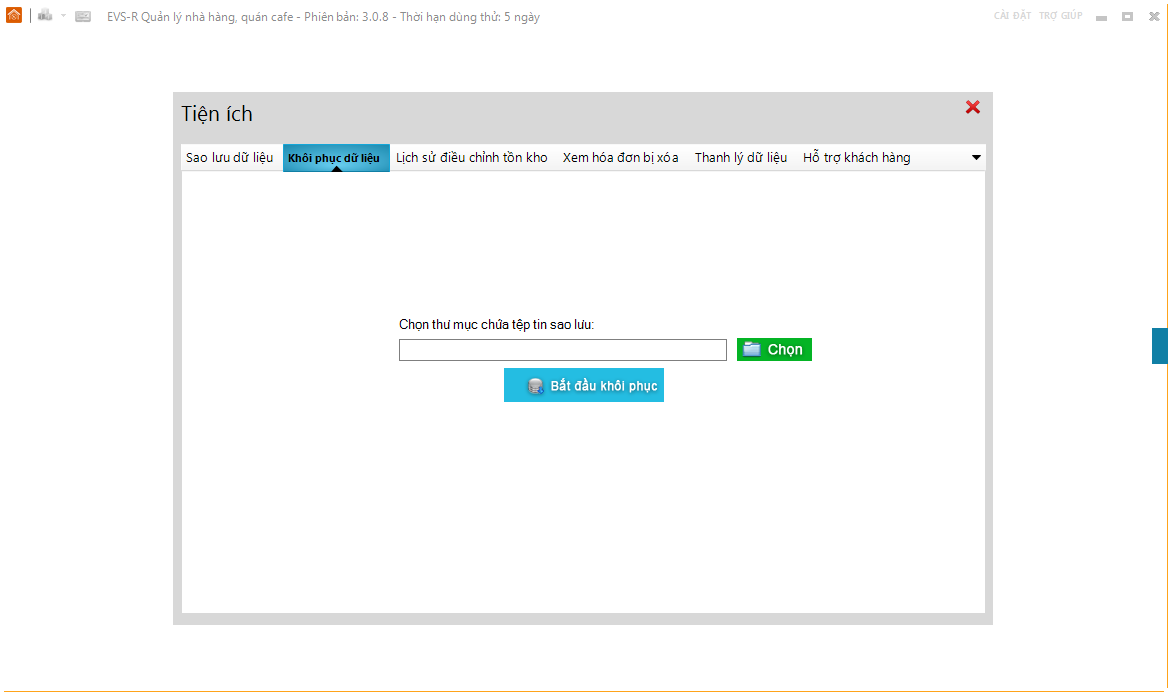 EVS-R Quản lý nhà hàng, quán cafe - Phiên bản: 3.0.8 - Thời hạn dùng thử: 5 ngày
CÀI ĐẶT TRỢ GIÚP
Tiện ích
Sao lưu dữ liệu Khôi phục dữ liệu Lịch sử điều chỉnh tồn kho Xem hóa đơn bị xóa Thanh lý dữ liệu Hỗ trợ khách hàng
Chọn thư mục chứa tệp tin sao lưu:
Chọn
Bắt đầu khôi phục